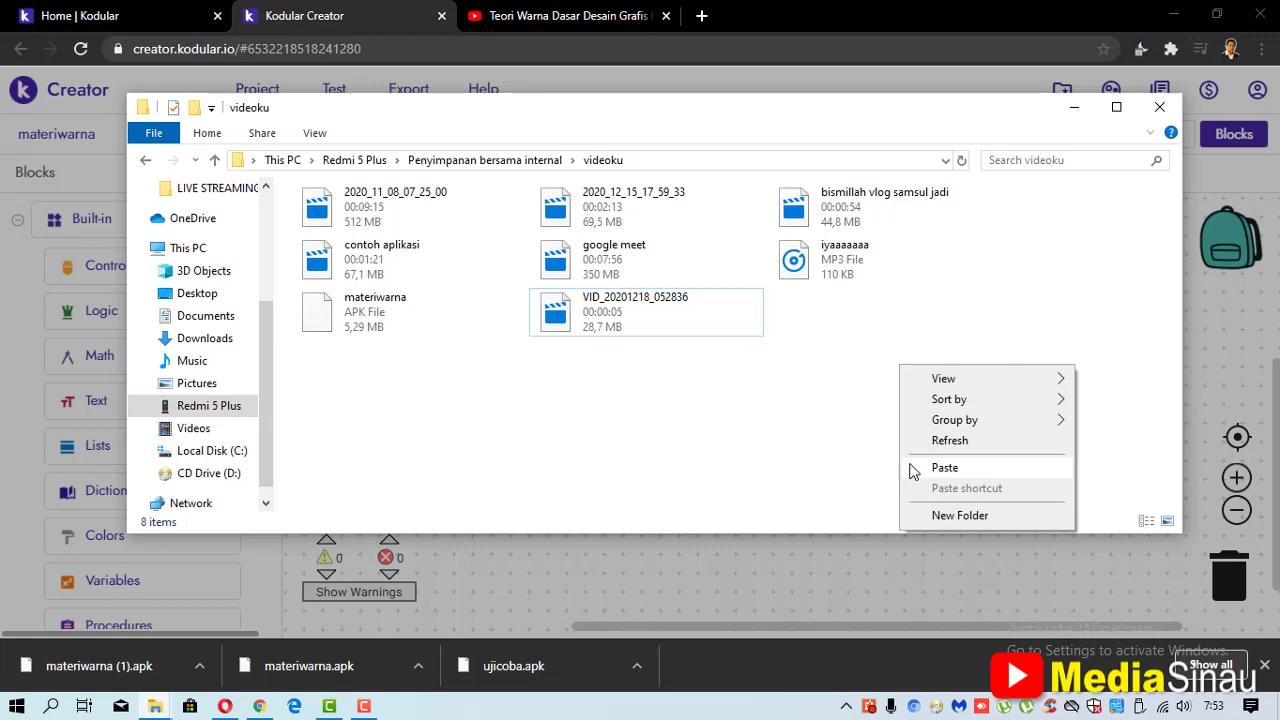 Home | Kodular
Kodular Creator
Teori Warna Dasar Desain Grafis
creator.kodular.io/#6532218518241280
Creator
Project
Test
Export
Help
materiwarna
Blocks
Blocks
Built-in
Contro
Logic
Math
Text
Lists
Diction
Colors
Variables
Procedures
videoku
File
Home
Share
View
This PC
Redmi 5 Plus
Penyimpanan bersama internal
videoku
Search videoku
LIVE STREAMING
OneDrive
This PC
3D Objects
Desktop
Documents
Downloads
Music
Pictures
Redmi 5 Plus
Videos
Local Disk (C:)
CD Drive (D:)
Network
2020_11_08_07_25_00
00:09:15
512 MB
2020_12_15_17_59_33
00:02:13
69,5 MB
bismillah vlog samsul jadi
00:00:54
44,8 MB
contoh aplikasi
00:01:21
67,1 MB
google meet
00:07:56
350 MB
iyaaaaaa
MP3 File
110 KB
materiwarna
APK File
5,29 MB
VID_20201218_052836
00:00:05
28,7 MB
View
Sort by
Group by
Refresh
Paste
Paste shortcut
New Folder
8 items
0
0
Show Warnings
Activate Windows
Go to Settings to activate Windows.
materiwarna (1).apk
materiwarna.apk
ujicoba.apk
Show all
MediaSinau
7:53